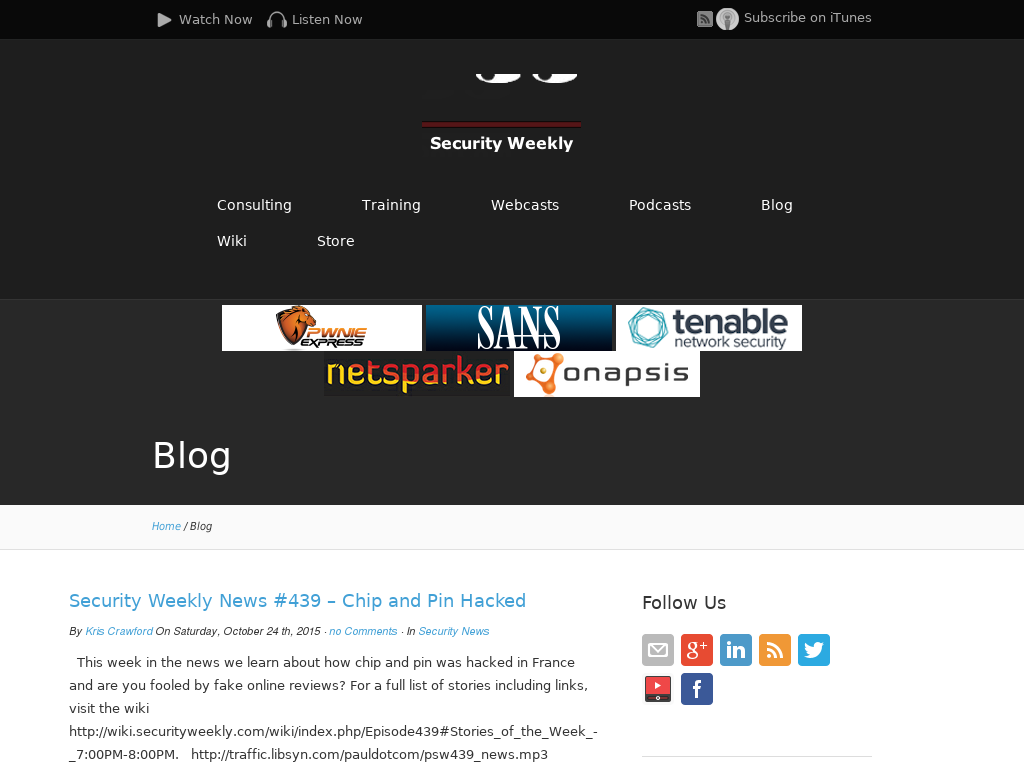 Watch Now Listen Now Subscribe on iTunes
Security Weekly
Consulting Training Webcasts Podcasts Blog
Wiki Store
PWNIE EXPRESS SANS tenable network security
netsparker onapsis
Blog
Home / Blog
Security Weekly News #439 – Chip and Pin Hacked
By Kris Crawford On Saturday, October 24 th, 2015 · no Comments · In Security News
This week in the news we learn about how chip and pin was hacked in France
and are you fooled by fake online reviews? For a full list of stories including links,
visit the wiki
http://wiki.securityweekly.com/wiki/index.php/Episode439#Stories_of_the_Week_-
_7:00PM-8:00PM. http://traffic.libsyn.com/pauldotcom/psw439_news.mp3
Follow Us